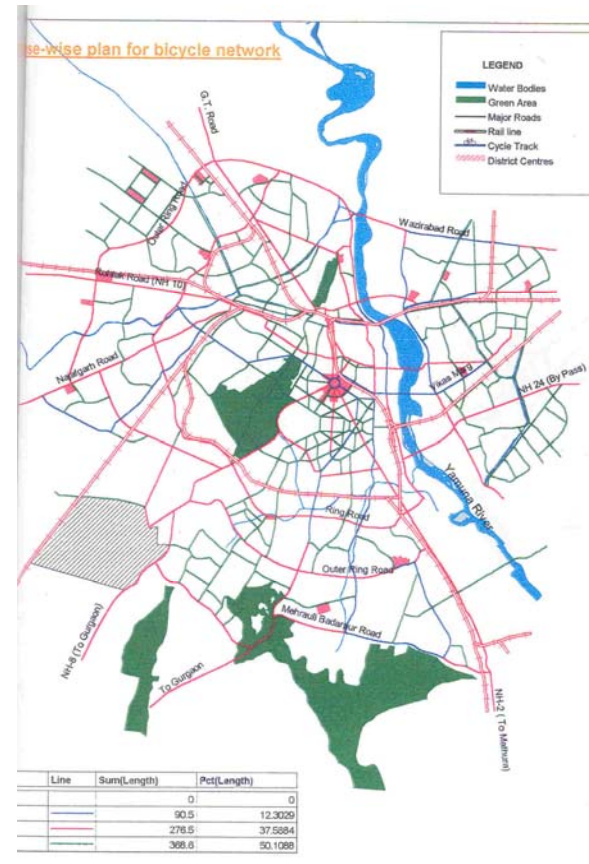 se-wise plan for bicycle network
LEGEND
Water Bodies
Green Area
Major Roads
Rail line
Cycle Track
District Centres
G.T. Road
Outer Ring Road
Wazirabad Road
Rohtak Road (NH 10)
Najafgarh Road
Vikas Marg
NH 24 (By Pass)
Yamuna River
Ring Road
Outer Ring Road
Mehrauli Badarpur Road
NH-8 (To Gurgaon)
To Gurgaon
NH-2 ( To Mathura)
Line Sum(Length) Pct(Length)
0 0
90.5 12.3029
276.5 37.5884
368.6 50.1088